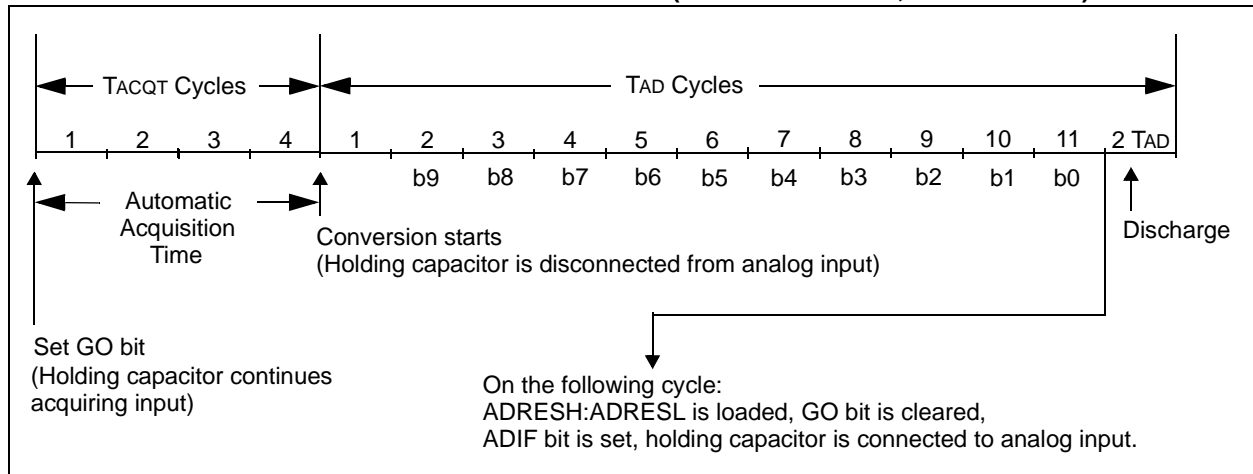 TACQT Cycles
TAD Cycles
1 2 3 4 1 2 3 4 5 6 7 8 9 10 11 2 TAD
b9 b8 b7 b6 b5 b4 b3 b2 b1 b0
Automatic
Acquisition
Time
Conversion starts
(Holding capacitor is disconnected from analog input)
Discharge
Set GO bit
(Holding capacitor continues
acquiring input)
On the following cycle:
ADRESH:ADRESL is loaded, GO bit is cleared,
ADIF bit is set, holding capacitor is connected to analog input.